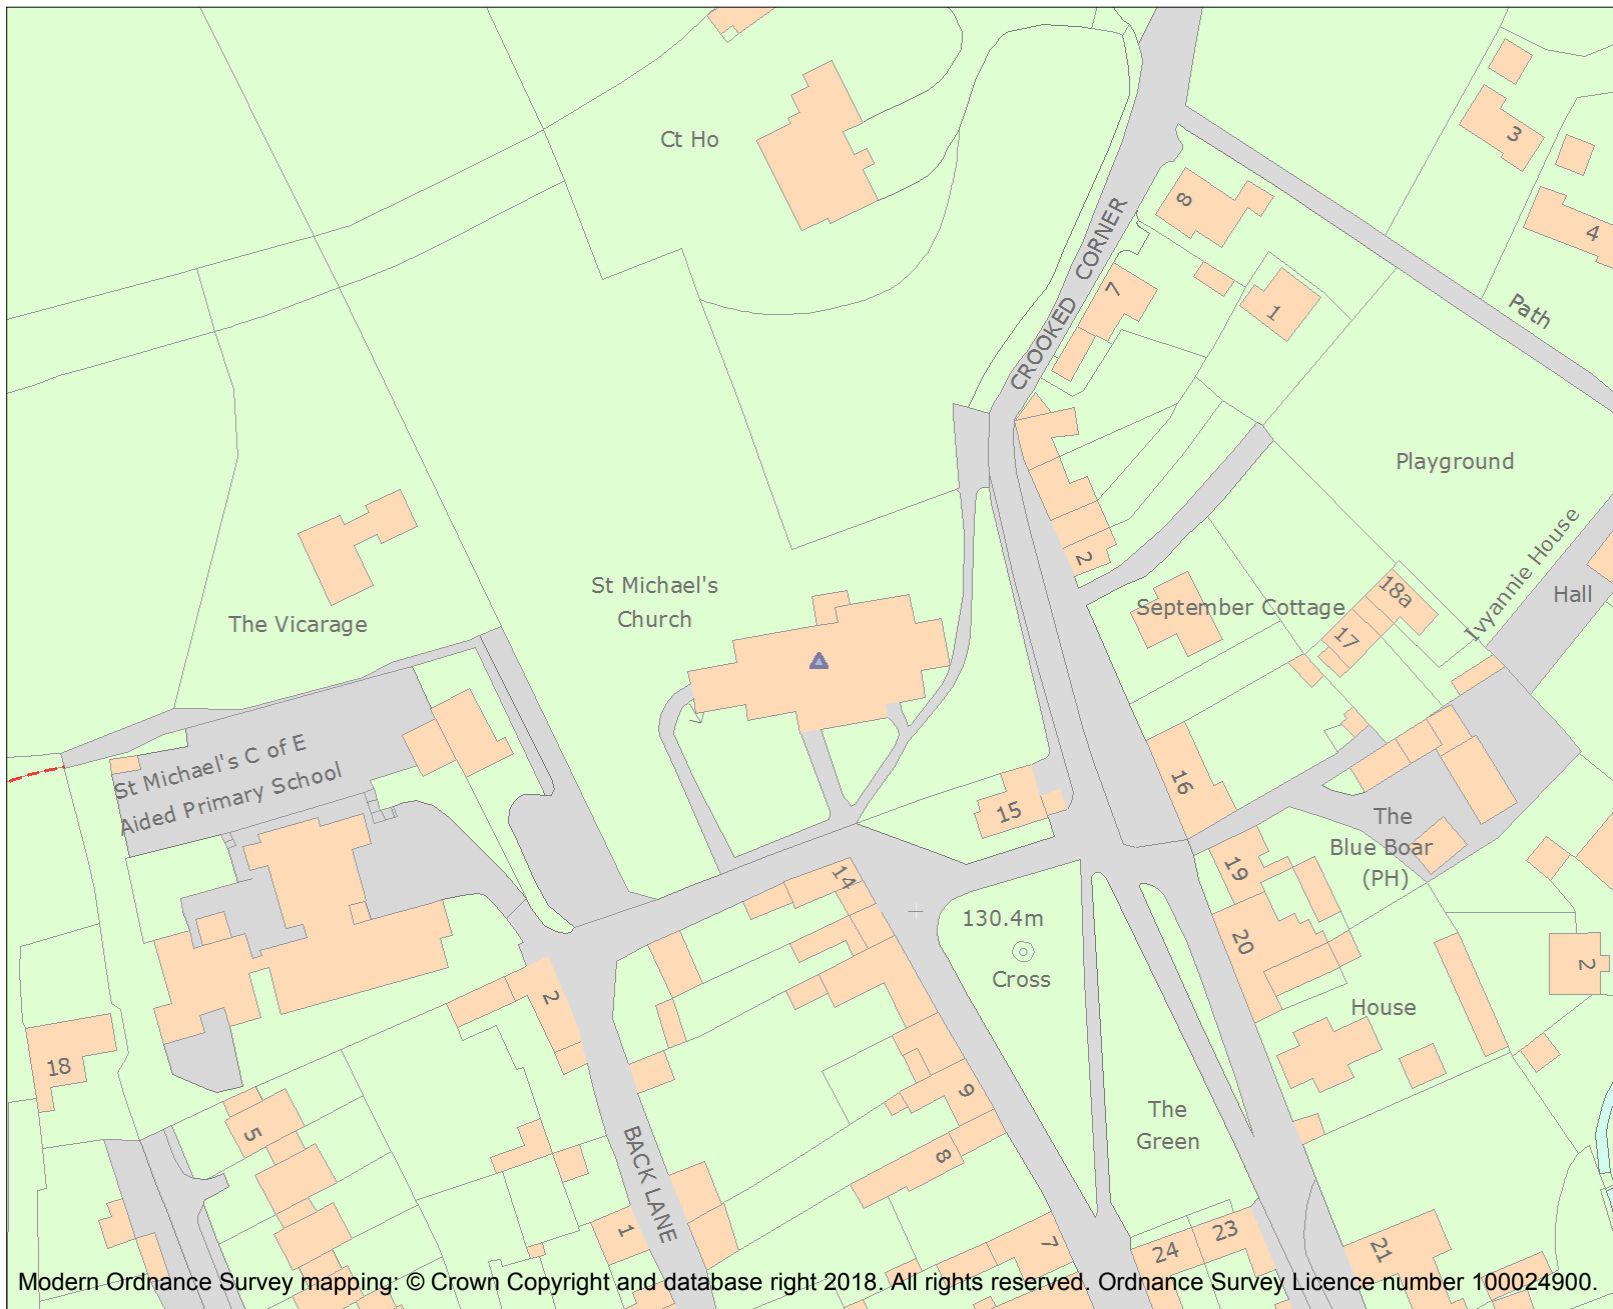 Ct Ho
3
8
4
CROOKED CORNER
7
1
Path
Playground
2
Ivyannie House
St Michael's
Church
Hall
18a
September Cottage
The Vicarage
17
St Michael's C of E
Aided Primary School
16
15
The
Blue Boar
(PH)
14
19
130.4m
20
Cross
2
2
House
18
9
The
Green
5
8
BACK LANE
1
7
23
24
21
Modern Ordnance Survey mapping: © Crown Copyright and database right 2018. All rights reserved. Ordnance Survey Licence number 100024900.